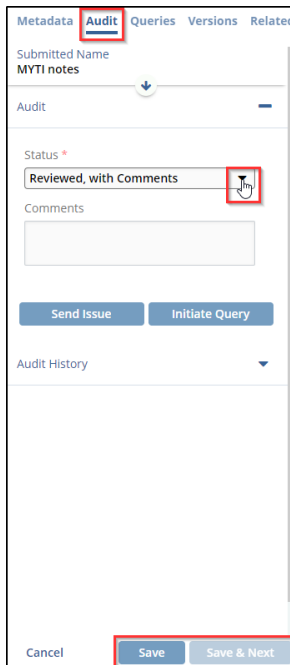 Metadata Audit Queries Versions Related
Submitted Name
MYTI notes
Audit
Status *
Reviewed, with Comments
Comments
Send Issue Initiate Query
Audit History
Cancel Save Save & Next